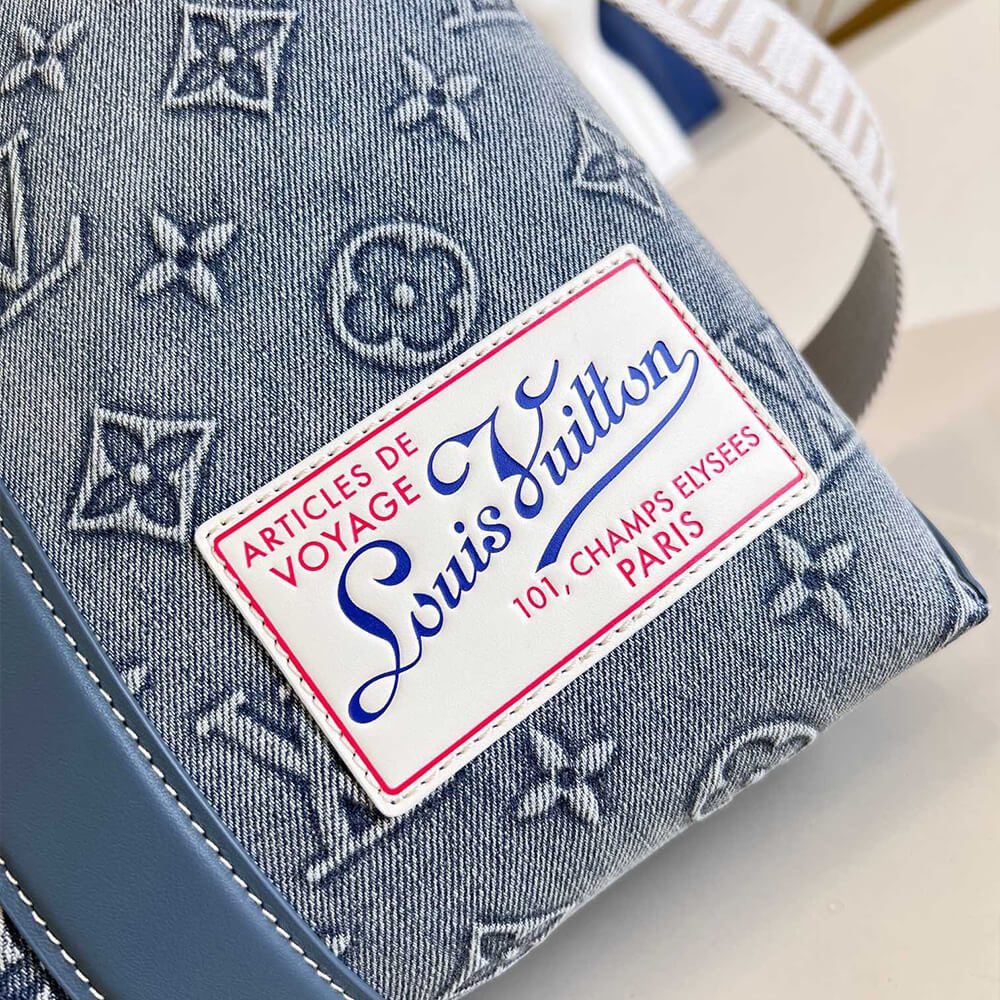 ARTICLES DE
VOYAGE
Louis Vuitton
101, CHAMPS ELYSEES
PARIS